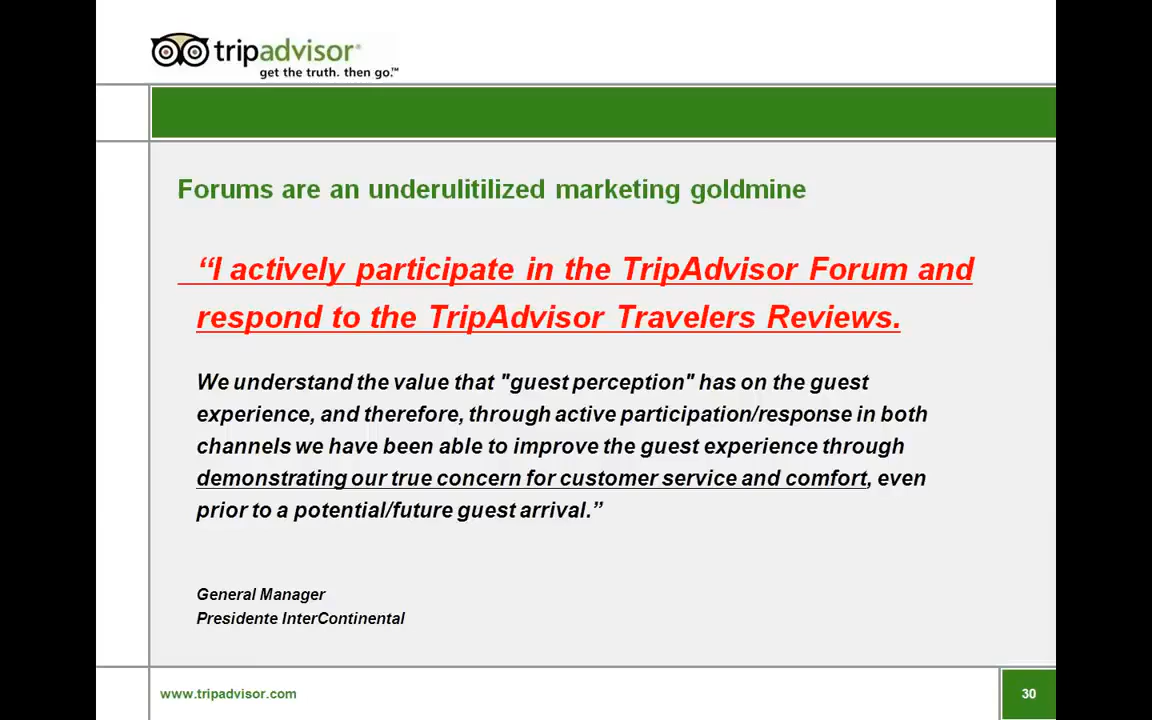 tripadvisor®
get the truth. then go.™
Forums are an underulitilized marketing goldmine
“I actively participate in the TripAdvisor Forum and
respond to the TripAdvisor Travelers Reviews.
We understand the value that "guest perception" has on the guest
experience, and therefore, through active participation/response in both
channels we have been able to improve the guest experience through
demonstrating our true concern for customer service and comfort, even
prior to a potential/future guest arrival.”
General Manager
Presidente InterContinental
www.tripadvisor.com
30